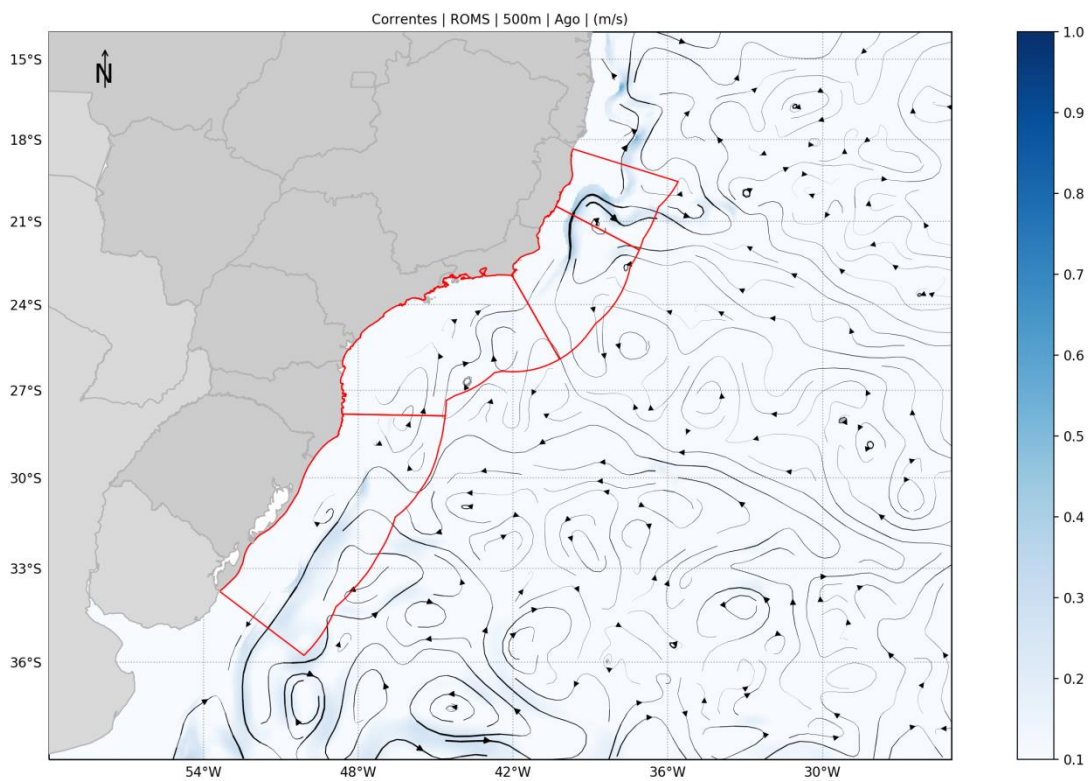 Correntes | ROMS | 500m | Ago | (m/s)
N
15°S
18°S
21°S
24°S
27°S
30°S
33°S
36°S
54°W
48°W
42°W
36°W
30°W
1.0
0.9
0.8
0.7
0.6
0.5
0.4
0.3
0.2
0.1